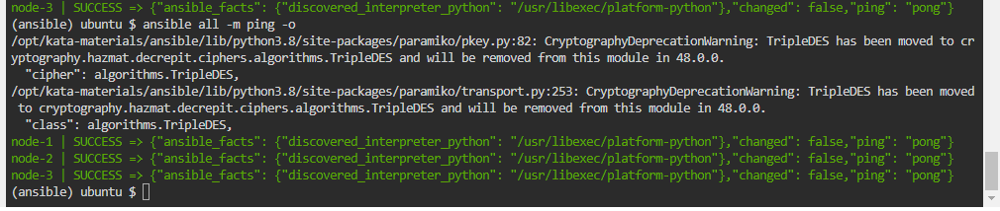 node-3 | SUCCESS => {"ansible_facts": {"discovered_interpreter_python": "/usr/libexec/platform-python"},"changed": false,"ping": "pong"}
(ansible) ubuntu $ ansible all -m ping -o
/opt/kata-materials/ansible/lib/python3.8/site-packages/paramiko/pkey.py:82: CryptographyDeprecationWarning: TripleDES has been moved to cr
yptography.hazmat.decrepit.ciphers.algorithms.TripleDES and will be removed from this module in 48.0.0.
  "cipher": algorithms.TripleDES,
/opt/kata-materials/ansible/lib/python3.8/site-packages/paramiko/transport.py:253: CryptographyDeprecationWarning: TripleDES has been moved
 to cryptography.hazmat.decrepit.ciphers.algorithms.TripleDES and will be removed from this module in 48.0.0.
  "class": algorithms.TripleDES,
node-1 | SUCCESS => {"ansible_facts": {"discovered_interpreter_python": "/usr/libexec/platform-python"},"changed": false,"ping": "pong"}
node-2 | SUCCESS => {"ansible_facts": {"discovered_interpreter_python": "/usr/libexec/platform-python"},"changed": false,"ping": "pong"}
node-3 | SUCCESS => {"ansible_facts": {"discovered_interpreter_python": "/usr/libexec/platform-python"},"changed": false,"ping": "pong"}
(ansible) ubuntu $